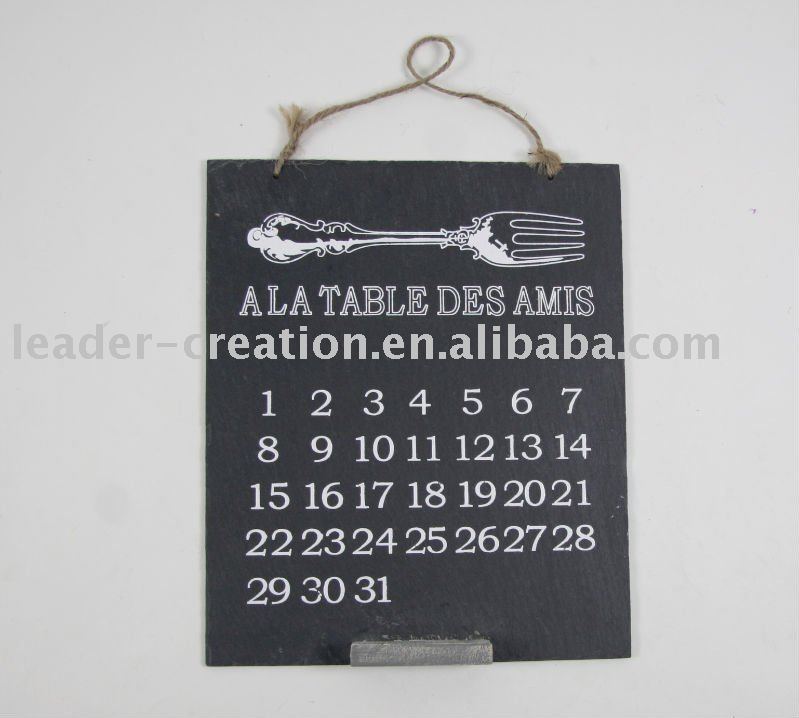 A LA TABLE DES AMIS
leader-creation.en.alibaba.com
1 2 3 4 5 6 7
8 9 10 11 12 13 14
15 16 17 18 19 20 21
22 23 24 25 26 27 28
29 30 31